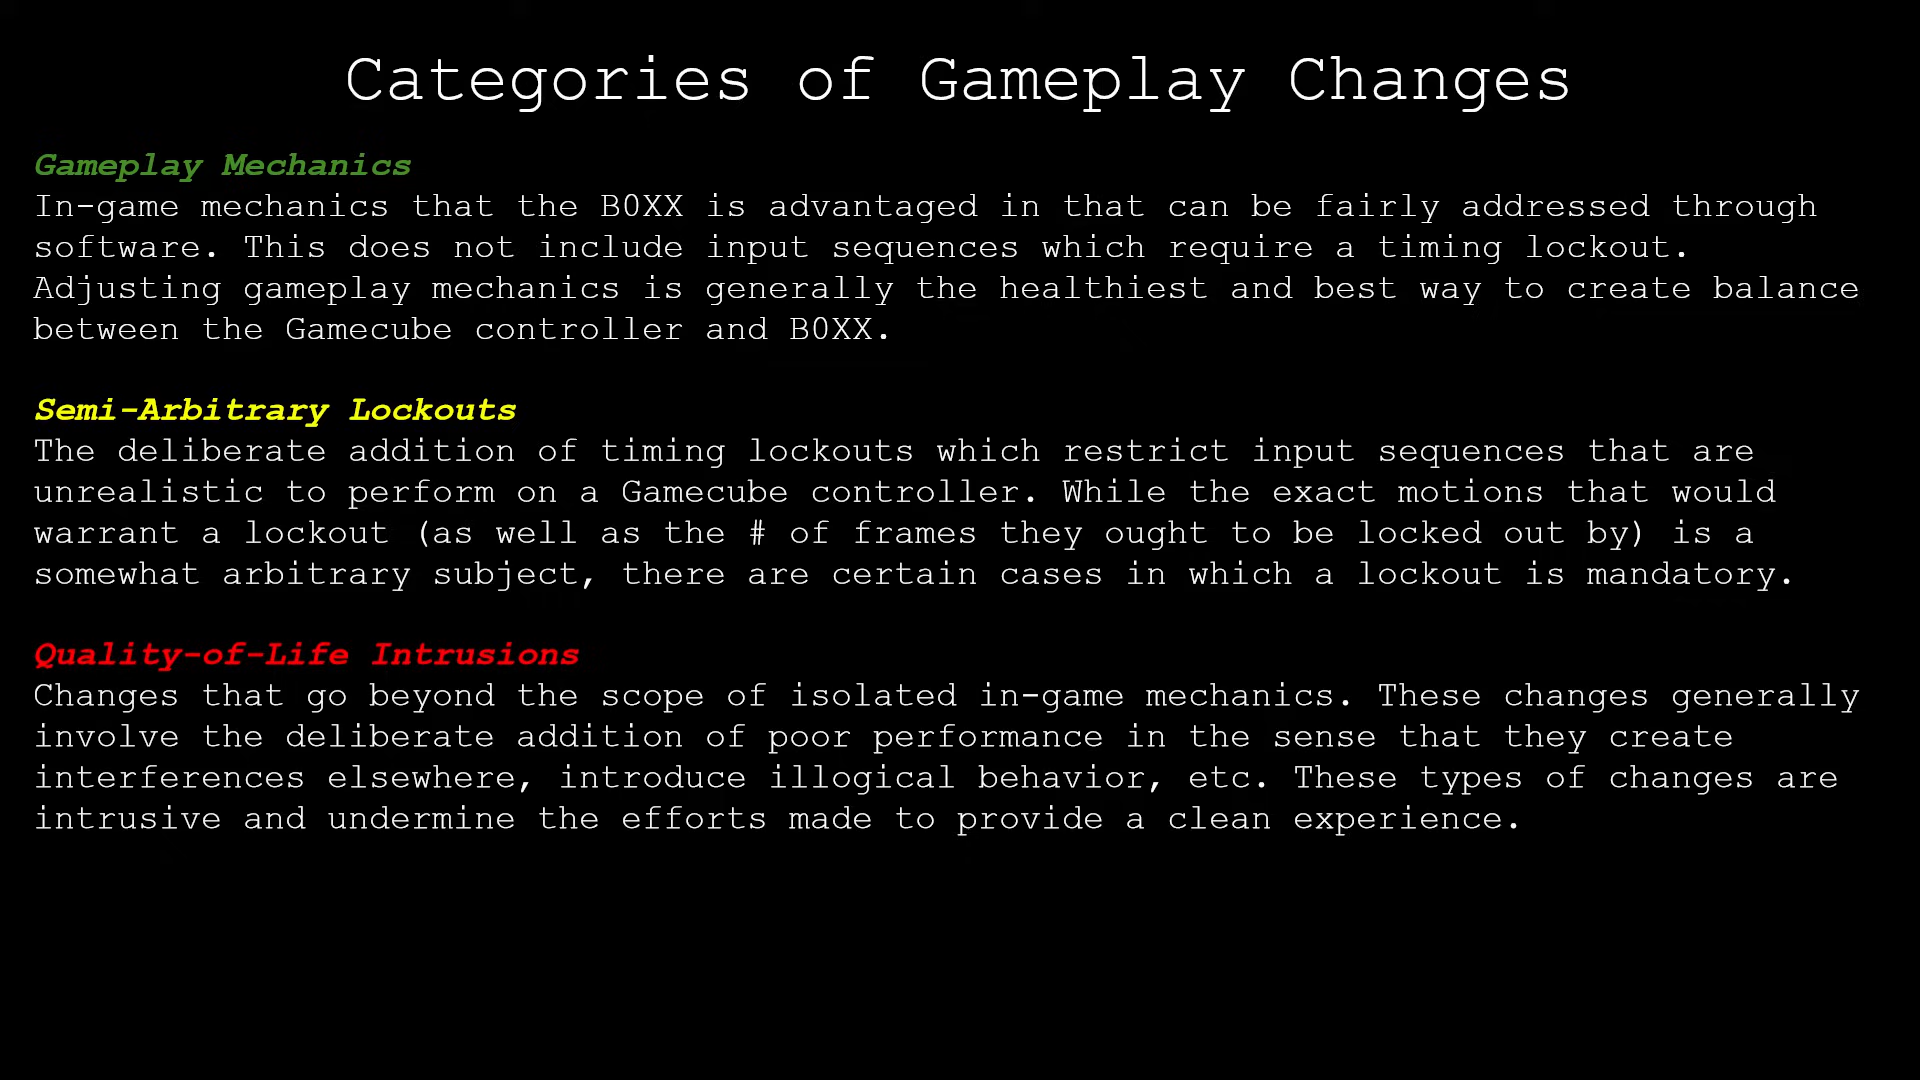 Categories of Gameplay Changes
Gameplay Mechanics
In-game mechanics that the B0XX is advantaged in that can be fairly addressed through
software. This does not include input sequences which require a timing lockout.
Adjusting gameplay mechanics is generally the healthiest and best way to create balance
between the Gamecube controller and B0XX.
Semi-Arbitrary Lockouts
The deliberate addition of timing lockouts which restrict input sequences that are
unrealistic to perform on a Gamecube controller. While the exact motions that would
warrant a lockout (as well as the # of frames they ought to be locked out by) is a
somewhat arbitrary subject, there are certain cases in which a lockout is mandatory.
Quality-of-Life Intrusions
Changes that go beyond the scope of isolated in-game mechanics. These changes generally
involve the deliberate addition of poor performance in the sense that they create
interferences elsewhere, introduce illogical behavior, etc. These types of changes are
intrusive and undermine the efforts made to provide a clean experience.